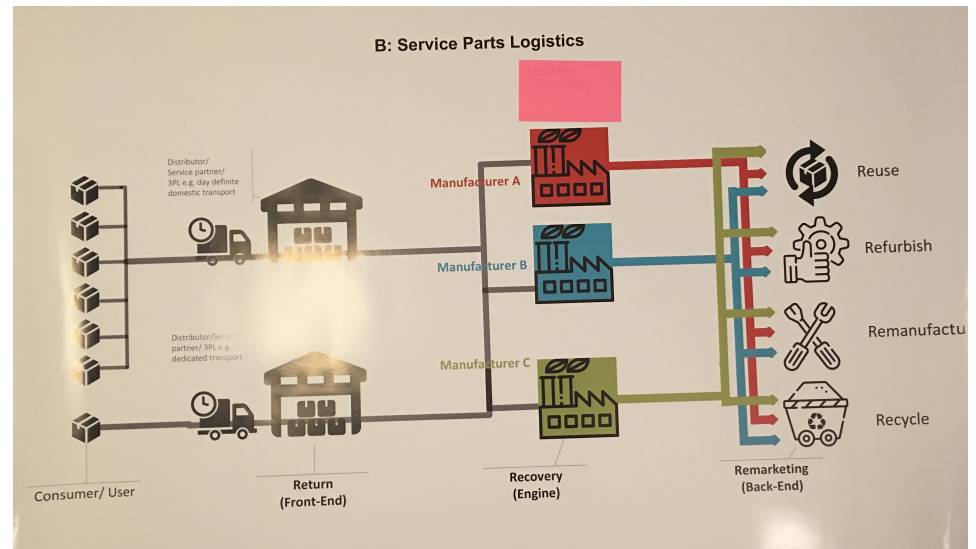 B: Service Parts Logistics
Distributor/
Service partner/
3PL e.g. day definite
domestic transport
Manufacturer A
Reuse
Manufacturer B
Refurbish
Distributor/Service
partner/ 3PL e.g.
dedicated transport
Manufacturer C
Remanufactu
Recycle
Consumer/ User
Return
(Front-End)
Recovery
(Engine)
Remarketing
(Back-End)